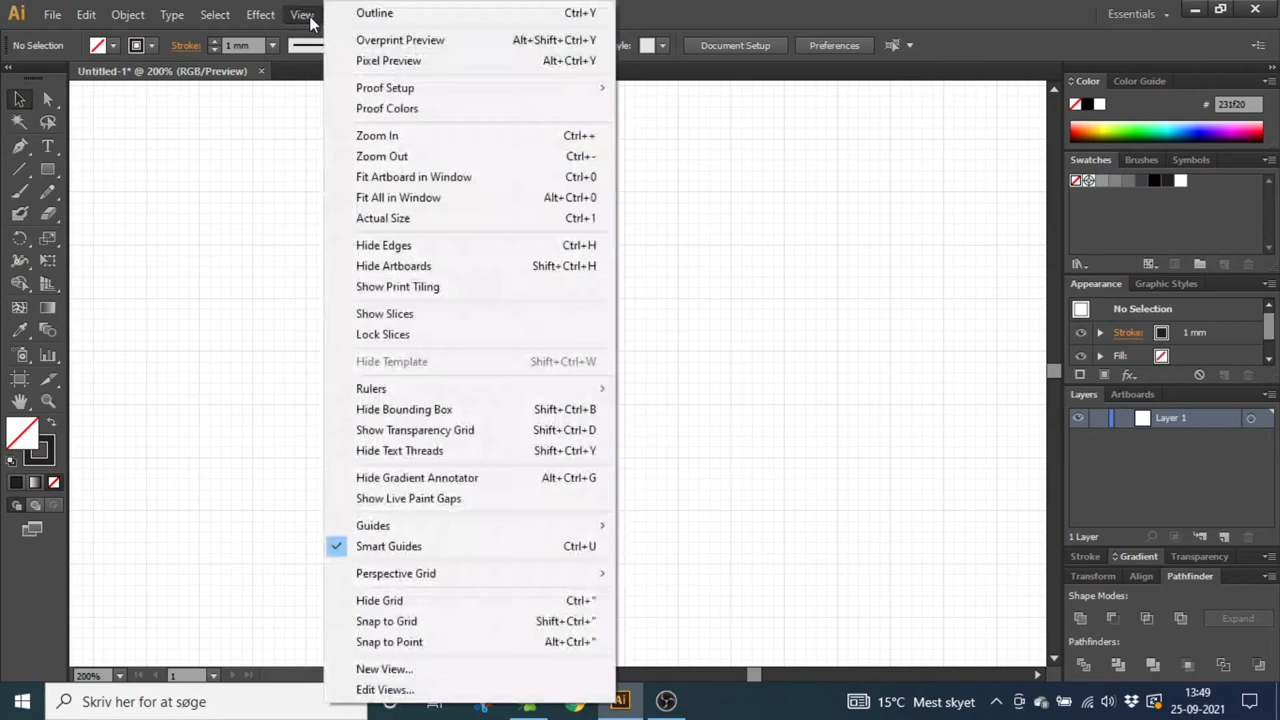 Ai File Edit Object Type Select Effect View
Essentials
No Selection
Stroke: 1 mm
Style:
Document Setup
Preferences
Untitled-1* @ 200% (RGB/Preview)
Outline Ctrl+Y
Overprint Preview Alt+Shift+Ctrl+Y
Pixel Preview Alt+Ctrl+Y
Proof Setup
Proof Colors
Zoom In Ctrl++
Zoom Out Ctrl+-
Fit Artboard in Window Ctrl+0
Fit All in Window Alt+Ctrl+0
Actual Size Ctrl+1
Hide Edges Ctrl+H
Hide Artboards Shift+Ctrl+H
Show Print Tiling
Show Slices
Lock Slices
Hide Template Shift+Ctrl+W
Rulers
Hide Bounding Box Shift+Ctrl+B
Show Transparency Grid Shift+Ctrl+D
Hide Text Threads Shift+Ctrl+Y
Hide Gradient Annotator Alt+Ctrl+G
Show Live Paint Gaps
Guides
Smart Guides Ctrl+U
Perspective Grid
Hide Grid Ctrl+"
Snap to Grid Shift+Ctrl+"
Snap to Point Alt+Ctrl+"
New View...
Edit Views...
Color Color Guide
# 231f20
Swatches Brushes Symbols
Appearance Graphic Styles
No Selection
Stroke: 1 mm
Fill:
fx
Layers Artboards
Layer 1
1 Layer
Stroke Gradient Transparency
Transform Align Pathfinder
Shape Modes:
Expand
Pathfinders:
200% 1
Skriv her for at søge
Ai
15°C Mest skyet
13:49
25-09-2021